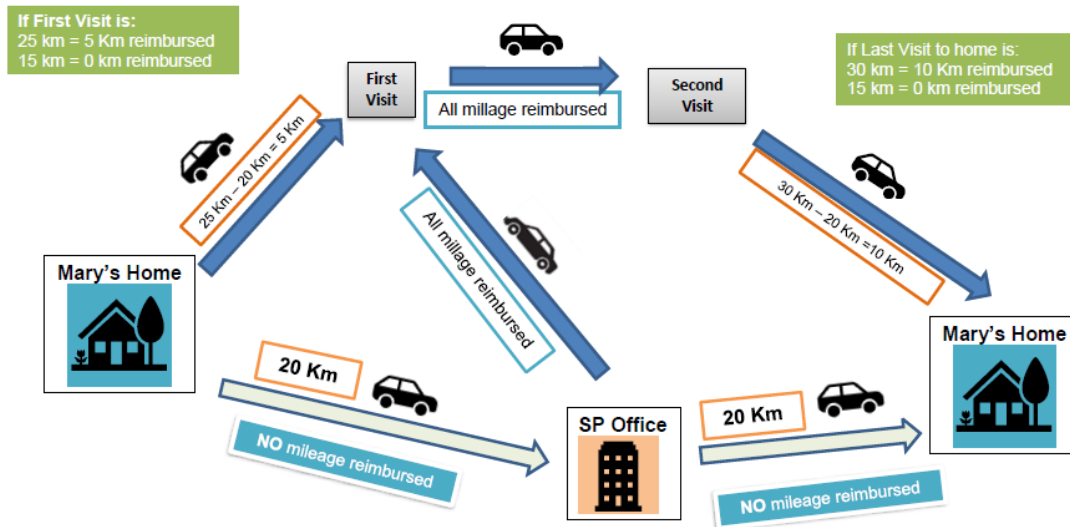 If First Visit is:
25 km = 5 Km reimbursed
15 km = 0 km reimbursed
If Last Visit to home is:
30 km = 10 Km reimbursed
15 km = 0 km reimbursed
First
Visit
All millage reimbursed
Second
Visit
25 Km – 20 Km = 5 Km
All millage reimbursed
30 Km – 20 Km =10 Km
Mary's Home
Mary's Home
20 Km
NO mileage reimbursed
SP Office
20 Km
NO mileage reimbursed